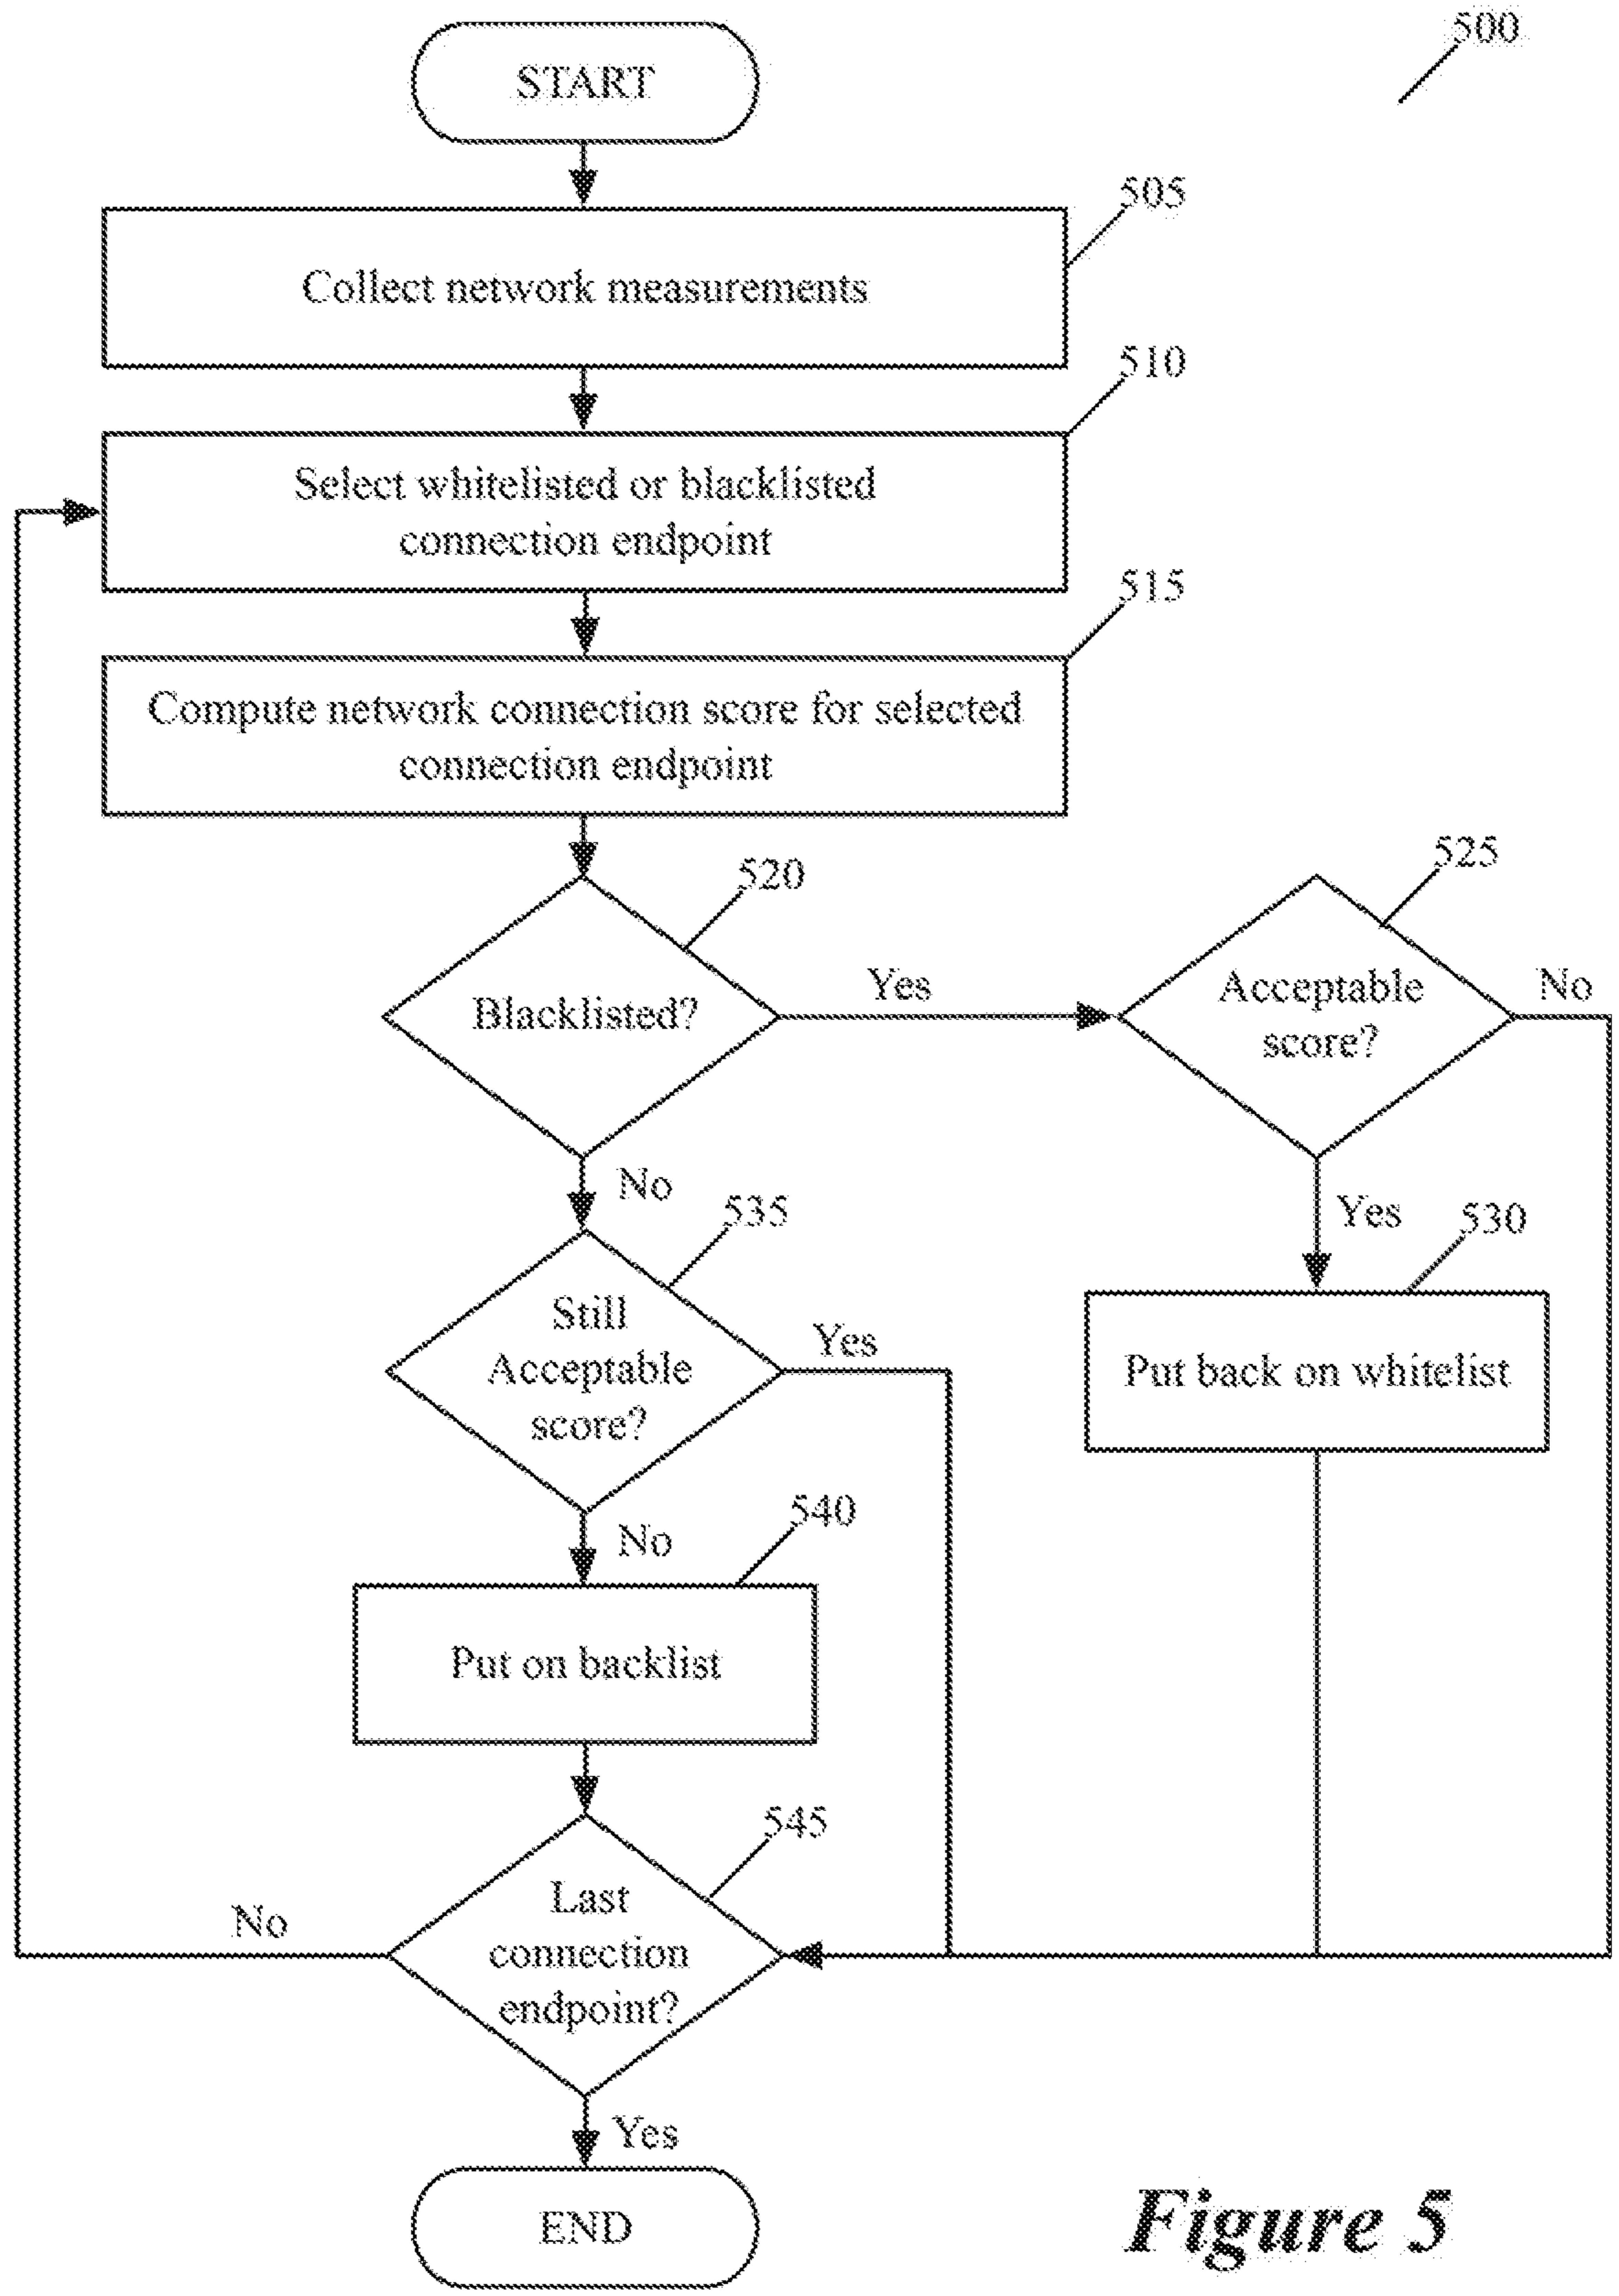 500
START
505
Collect network measurements
510
Select whitelisted or blacklisted
connection endpoint
515
Compute network connection score for selected
connection endpoint
520
Blacklisted?
Yes
525
Acceptable
score?
No
No
535
Still
Acceptable
score?
Yes
Yes
530
Put back on whitelist
No
540
Put on backlist
545
Last
connection
endpoint?
No
Yes
END
Figure 5